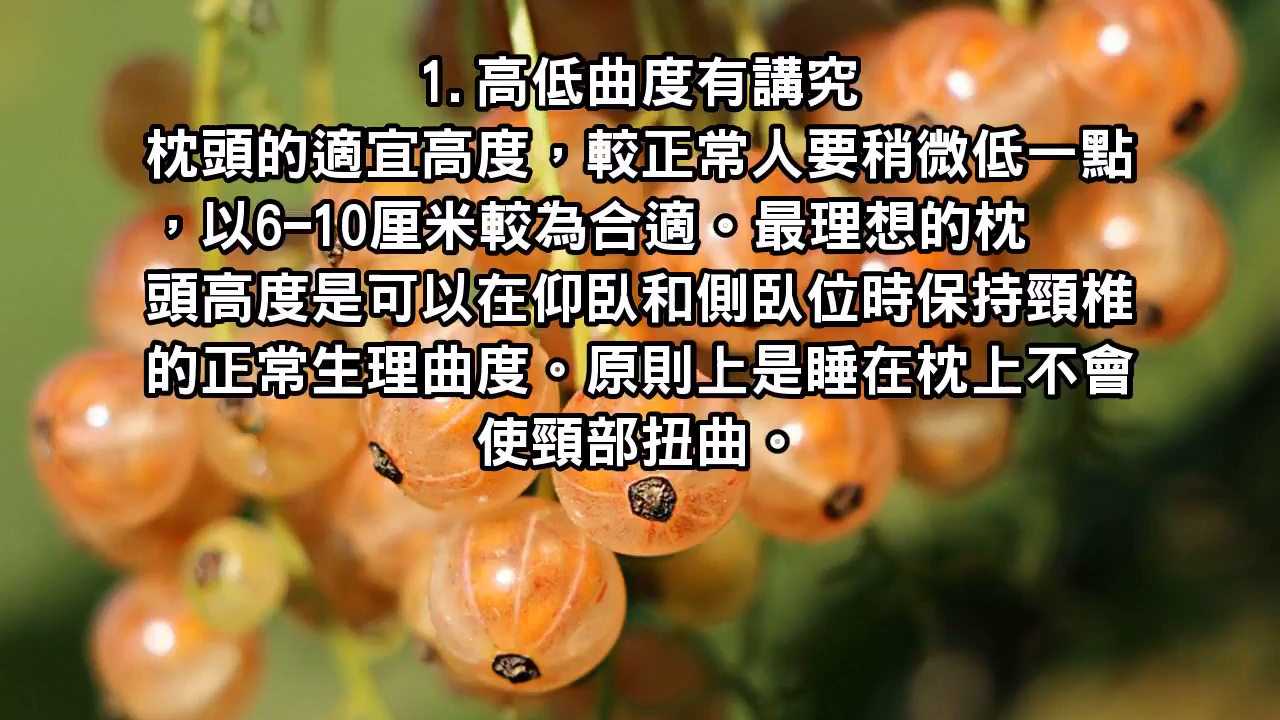 1.高低曲度有講究
枕頭的適宜高度，較正常人要稍微低一點
，以6-10厘米較為合適。最理想的枕
頭高度是可以在仰臥和側臥位時保持頸椎
的正常生理曲度。原則上是睡在枕上不會
使頸部扭曲。